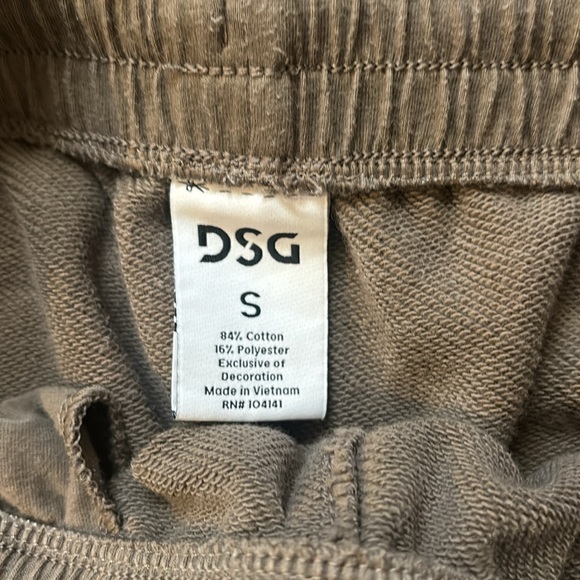 DSG
S
84% Cotton
16% Polyester
Exclusive of
Decoration
Made in Vietnam
RN# 104141